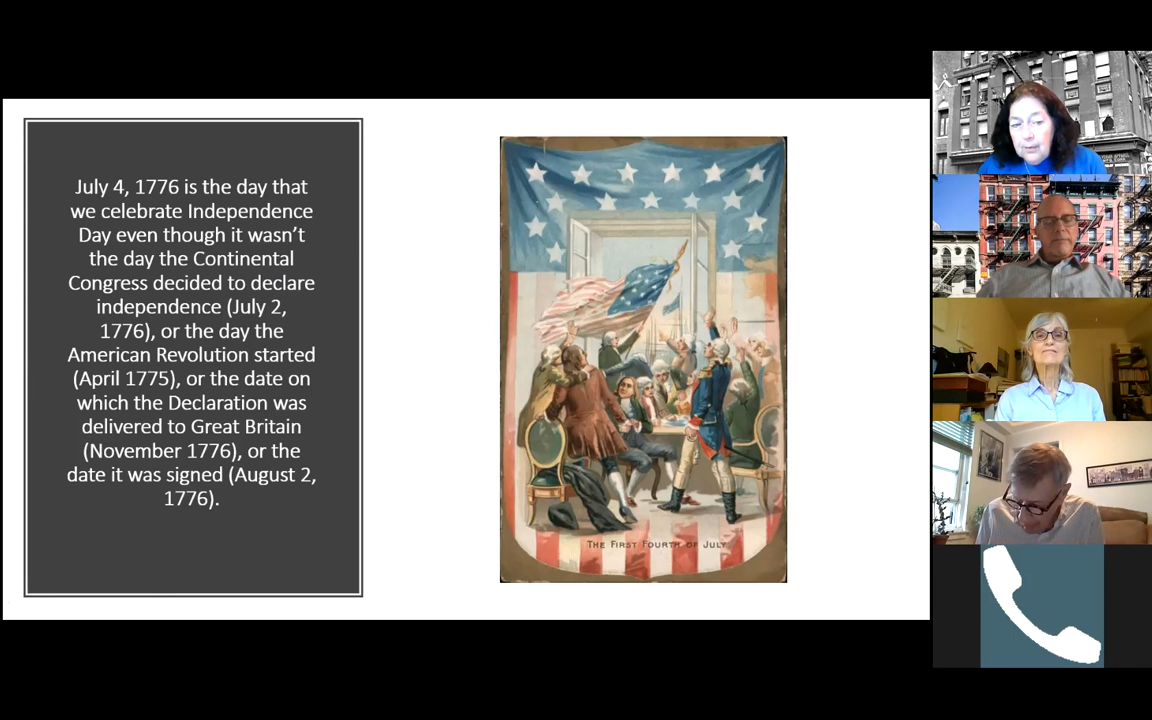 July 4, 1776 is the day that
we celebrate Independence
Day even though it wasn’t
the day the Continental
Congress decided to declare
independence (July 2,
1776), or the day the
American Revolution started
(April 1775), or the date on
which the Declaration was
delivered to Great Britain
(November 1776), or the
date it was signed (August 2,
1776).
THE FIRST FOURTH OF JULY